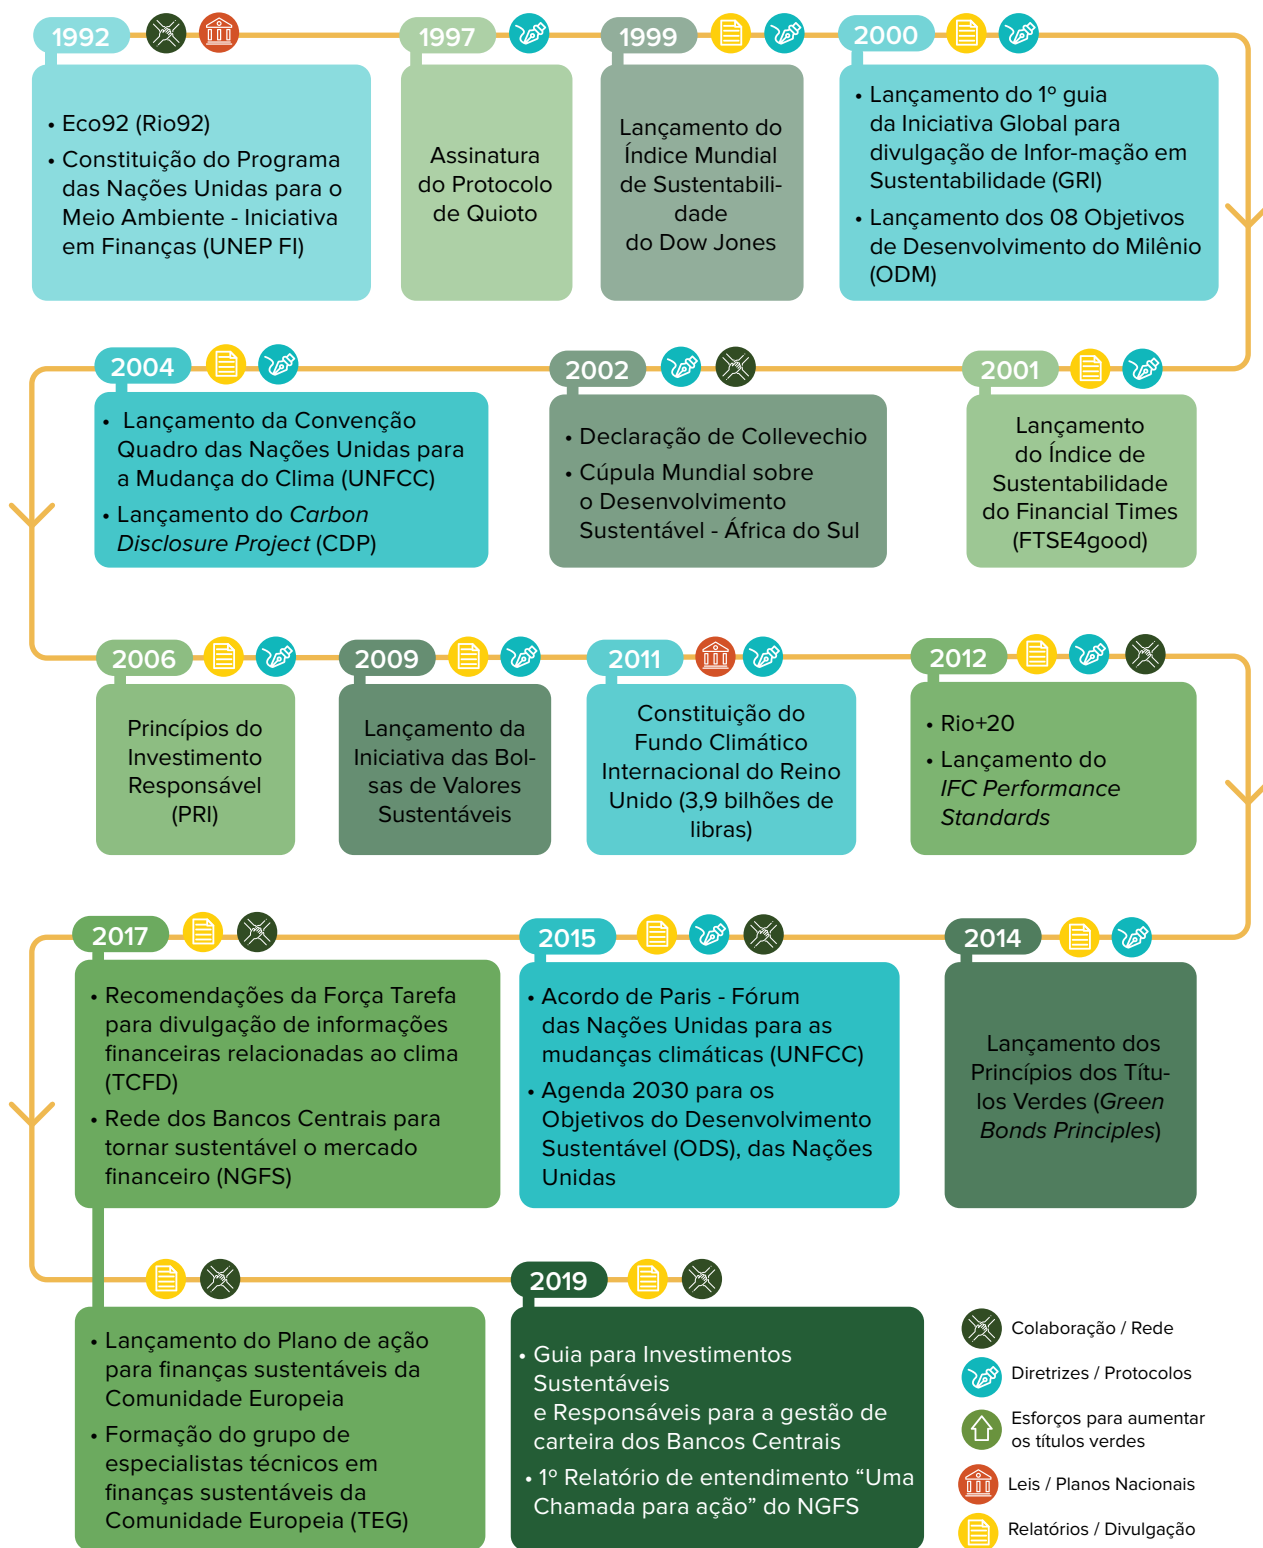 1992
• Eco92 (Rio92)
• Constituição do Programa
das Nações Unidas para o
Meio Ambiente - Iniciativa
em Finanças (UNEP FI)
1997
Assinatura
do Protocolo
de Quioto
1999
Lançamento do
Índice Mundial
de Sustentabili-
dade
do Dow Jones
2000
• Lançamento do 1º guia
da Iniciativa Global para
divulgação de Infor-mação em
Sustentabilidade (GRI)
• Lançamento dos 08 Objetivos
de Desenvolvimento do Milênio
(ODM)
2004
• Lançamento da Convenção
Quadro das Nações Unidas para
a Mudança do Clima (UNFCC)
• Lançamento do Carbon
Disclosure Project (CDP)
2002
• Declaração de Collevechio
• Cúpula Mundial sobre
o Desenvolvimento
Sustentável - África do Sul
2001
Lançamento
do Índice de
Sustentabilidade
do Financial Times
(FTSE4good)
2006
Princípios do
Investimento
Responsável
(PRI)
2009
Lançamento da
Iniciativa das Bol-
sas de Valores
Sustentáveis
2011
Constituição do
Fundo Climático
Internacional do Reino
Unido (3,9 bilhões de
libras)
2012
• Rio+20
• Lançamento do
IFC Performance
Standards
2017
• Recomendações da Força Tarefa
para divulgação de informações
financeiras relacionadas ao clima
(TCFD)
• Rede dos Bancos Centrais para
tornar sustentável o mercado
financeiro (NGFS)
2015
• Acordo de Paris - Fórum
das Nações Unidas para as
mudanças climáticas (UNFCC)
• Agenda 2030 para os
Objetivos do Desenvolvimento
Sustentável (ODS), das Nações
Unidas
2014
Lançamento dos
Princípios dos Títu-
los Verdes (Green
Bonds Principles)
• Lançamento do Plano de ação
para finanças sustentáveis da
Comunidade Europeia
• Formação do grupo de
especialistas técnicos em
finanças sustentáveis da
Comunidade Europeia (TEG)
2019
• Guia para Investimentos
Sustentáveis
e Responsáveis para a gestão de
carteira dos Bancos Centrais
• 1º Relatório de entendimento “Uma
Chamada para ação” do NGFS
Colaboração / Rede
Diretrizes / Protocolos
Esforços para aumentar
os títulos verdes
Leis / Planos Nacionais
Relatórios / Divulgação